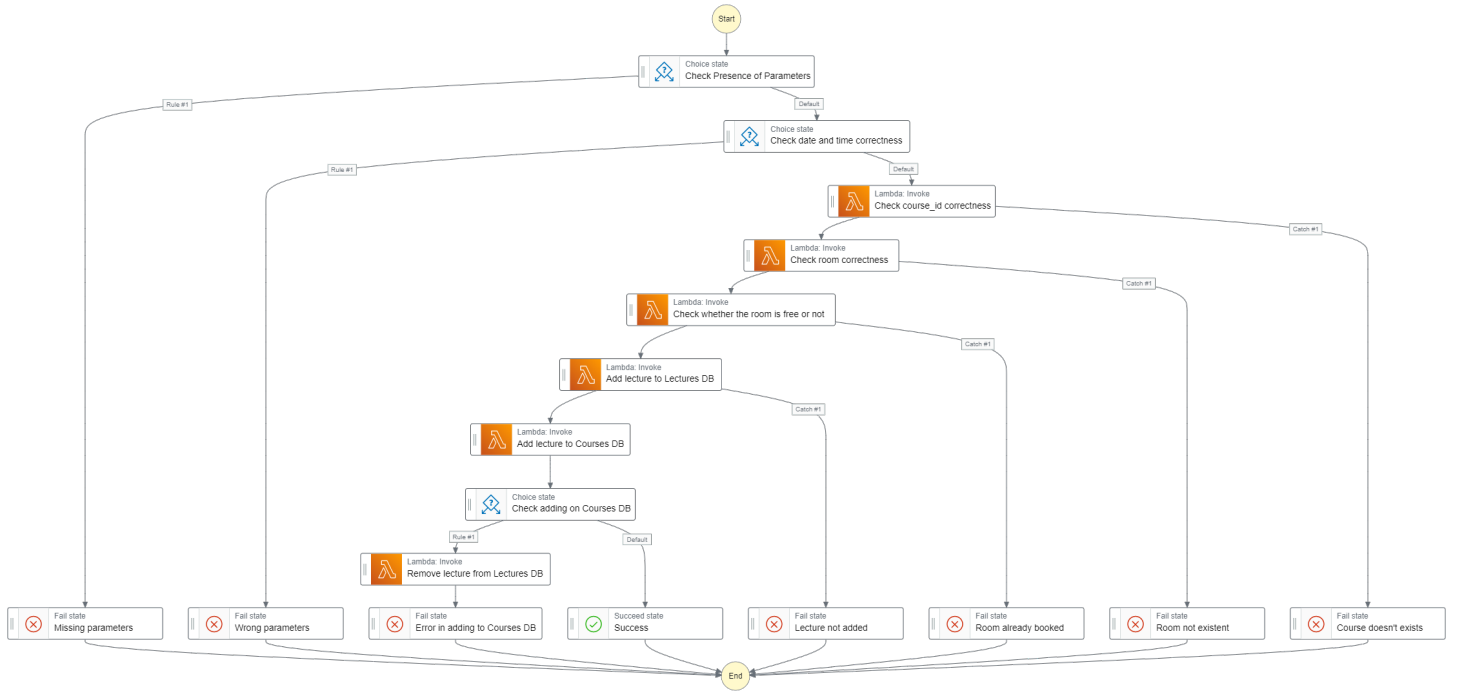 Start
Choice state
Check Presence of Parameters
Rule #1
Default
Choice state
Check date and time correctness
Rule #1
Default
Lambda: Invoke
Check course_id correctness
Catch #1
Lambda: Invoke
Check room correctness
Catch #1
Lambda: Invoke
Check whether the room is free or not
Catch #1
Lambda: Invoke
Add lecture to Lectures DB
Catch #1
Lambda: Invoke
Add lecture to Courses DB
Choice state
Check adding on Courses DB
Rule #1
Default
Lambda: Invoke
Remove lecture from Lectures DB
Fail state
Missing parameters
Fail state
Wrong parameters
Fail state
Error in adding to Courses DB
Succeed state
Success
Fail state
Lecture not added
Fail state
Room already booked
Fail state
Room not existent
Fail state
Course doesn't exists
End